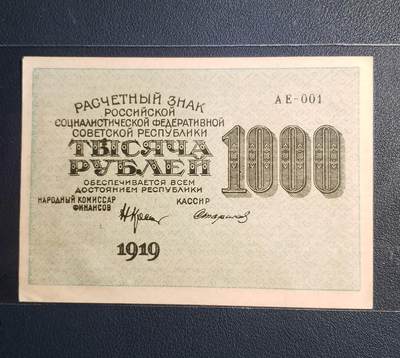 РАСЧЕТНЫЙ ЗНАК
РОССИЙСКОЙ
СОЦИАЛИСТИЧЕСКОЙ ФЕДЕРАТИВНОЙ
СОВЕТСКОЙ РЕСПУБЛИКИ
ТЫСЯЧА
РУБЛЕЙ
ОБЕСПЕЧИВАЕТСЯ ВСЕМ
ДОСТОЯНИЕМ РЕСПУБЛИКИ
НАРОДНЫЙ КОМИССАР
ФИНАНСОВ
КАССИР
1919
АЕ-001
1000